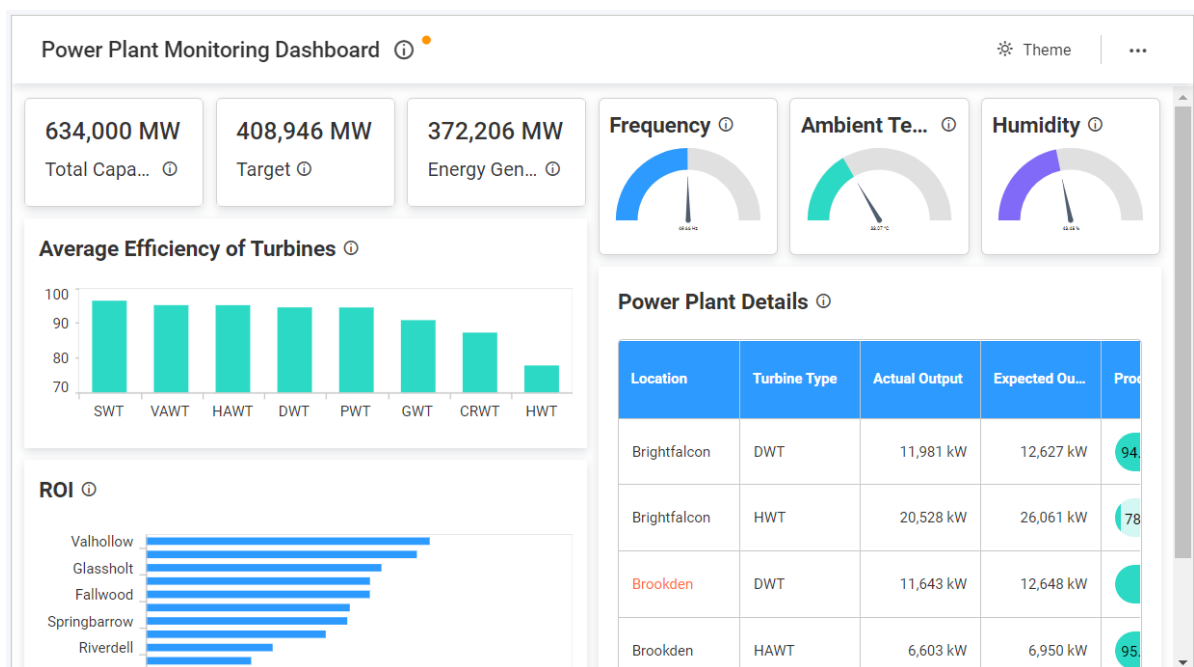 Power Plant Monitoring Dashboard
Theme
634,000 MW
Total Capa...
408,946 MW
Target
372,206 MW
Energy Gen...
Frequency
Ambient Te...
Humidity
Average Efficiency of Turbines
100
90
80
70
SWT VAWT HAWT DWT PWT GWT CRWT HWT
ROI
Valhollow
Glassholt
Fallwood
Springbarrow
Riverdell
Power Plant Details
Location Turbine Type Actual Output Expected Ou...
Brightfalcon DWT 11,981 kW 12,627 kW 94.
Brightfalcon HWT 20,528 kW 26,061 kW 78
Brookden DWT 11,643 kW 12,648 kW
Brookden HAWT 6,603 kW 6,950 kW 95.